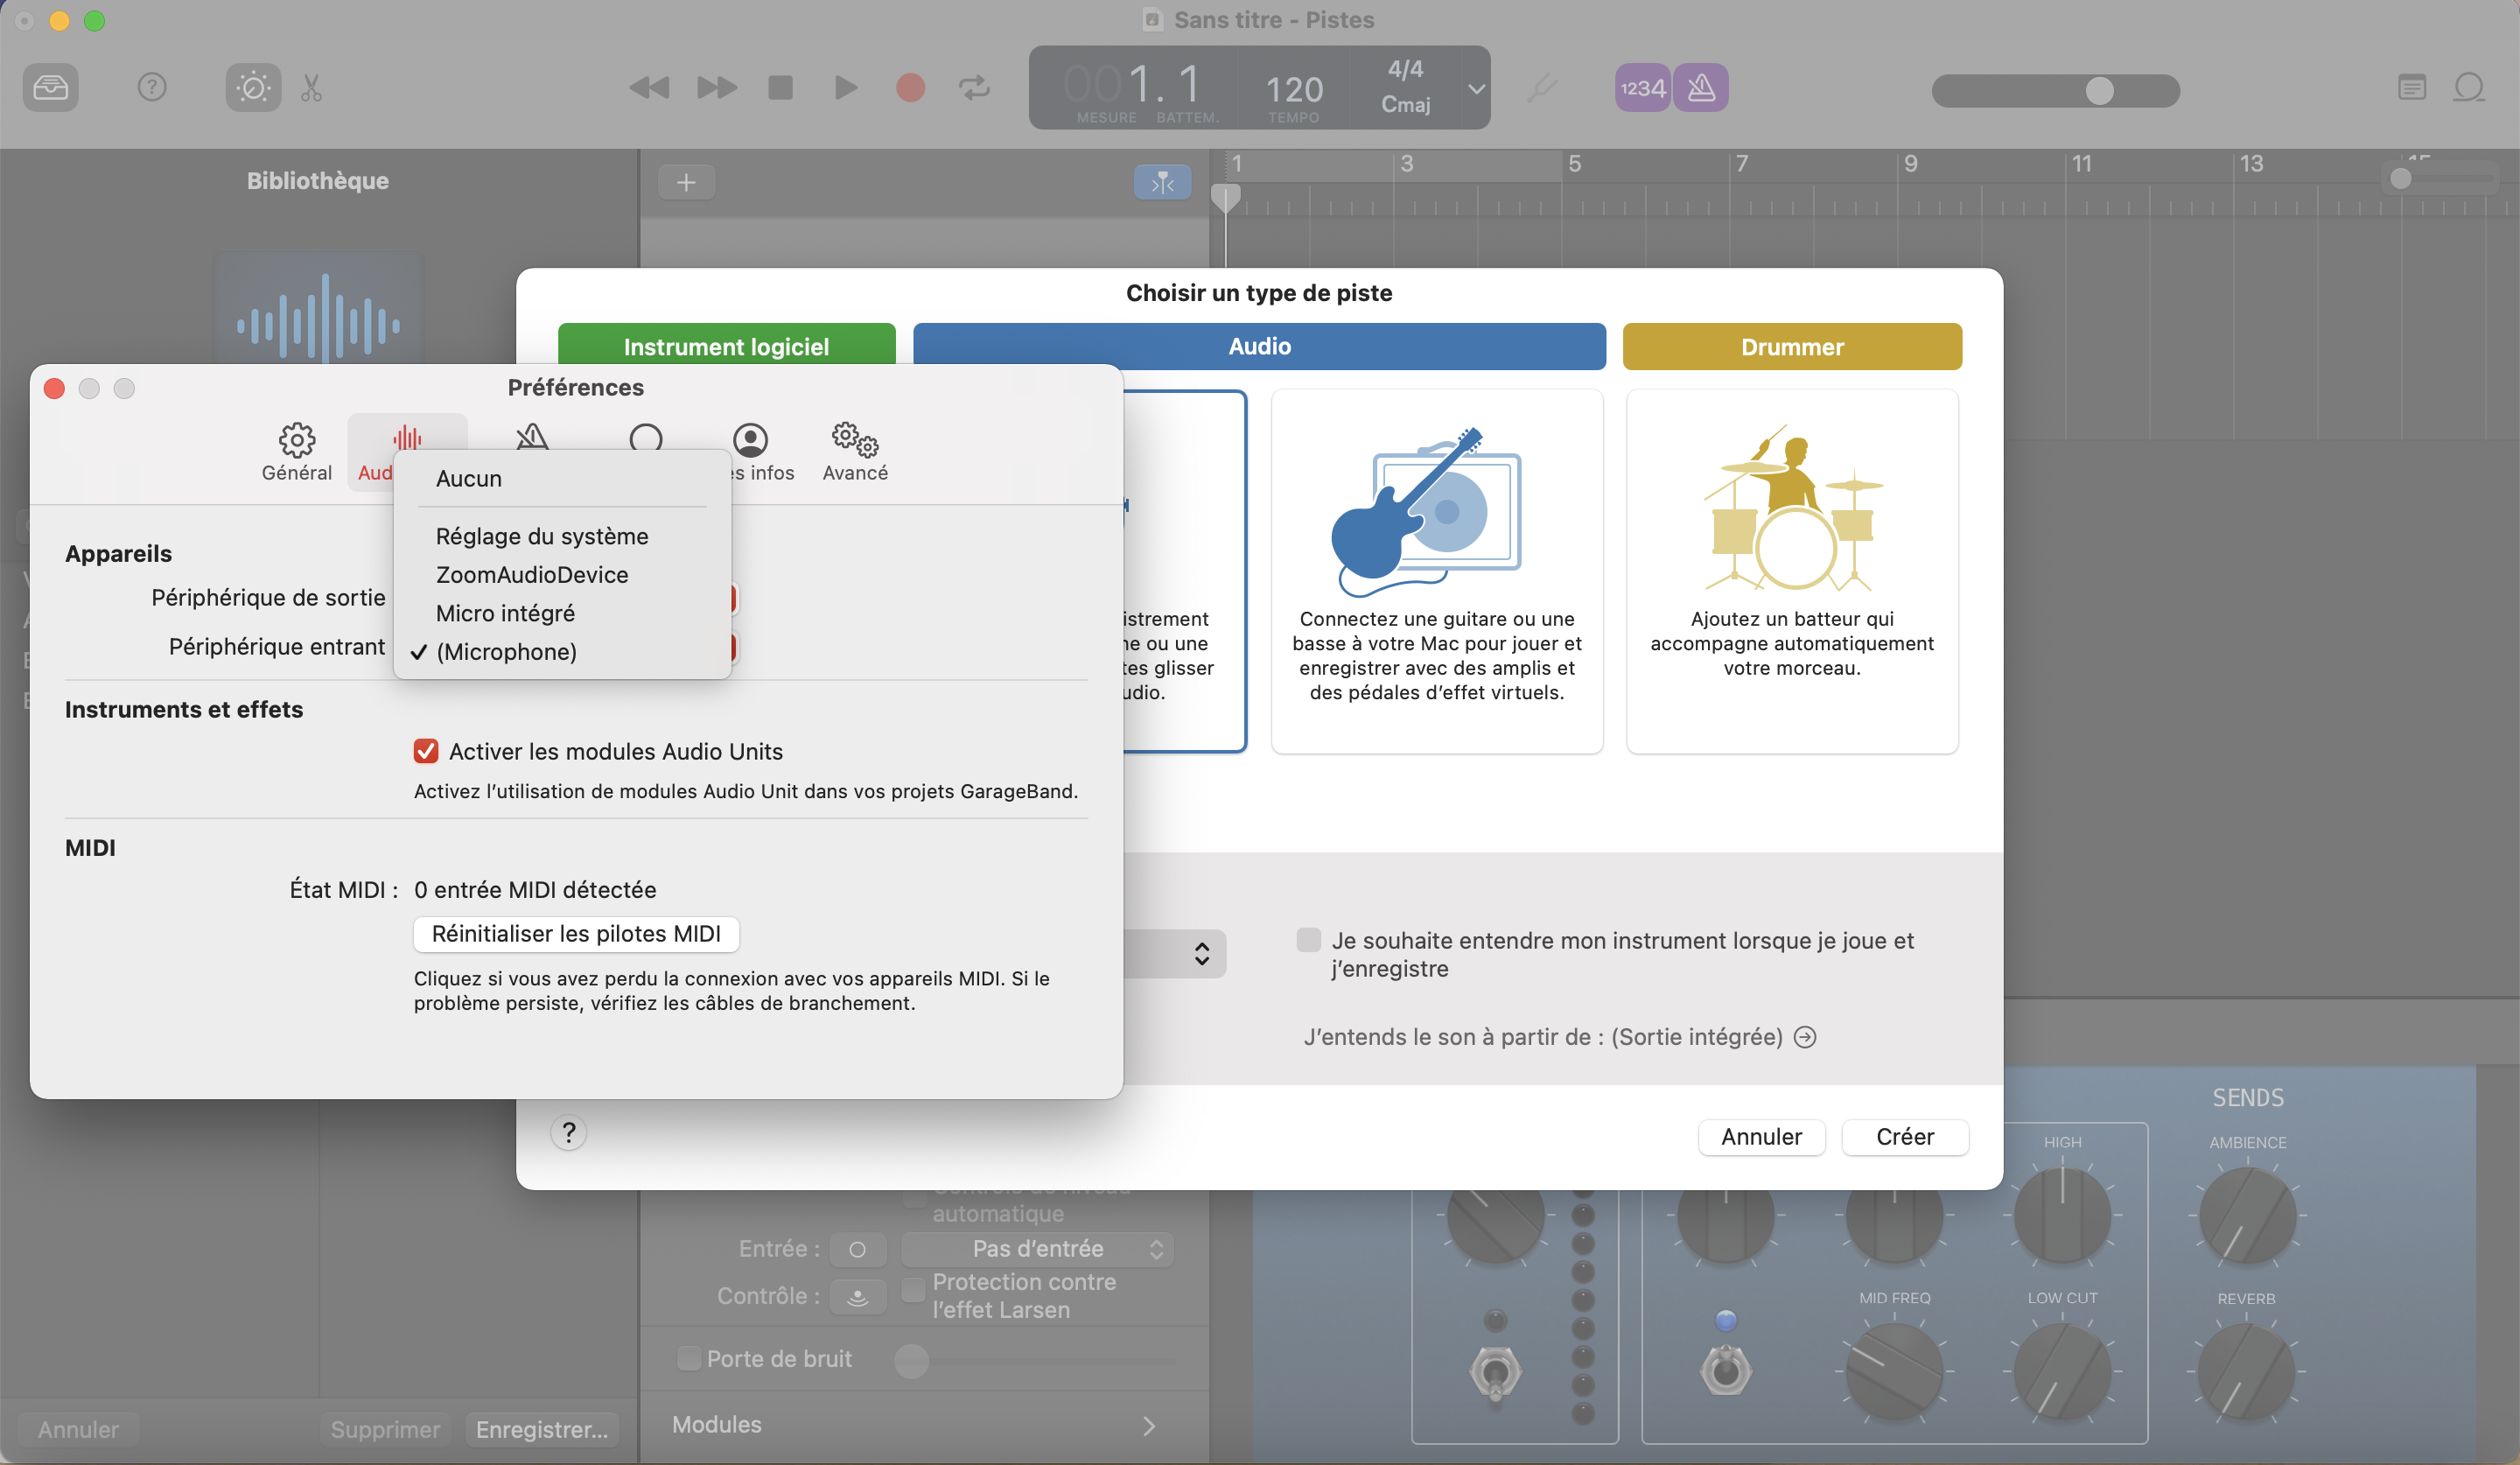 Sans titre - Pistes
001. 1
MESURE BATTEM.
120
TEMPO
4/4
Cmaj
1234
Bibliothèque
1 3 5 7 9 11 13 15
Choisir un type de piste
Instrument logiciel
Audio
Drummer
Préférences
Général
Aud
es infos
Avancé
Aucun
Réglage du système
ZoomAudioDevice
Micro intégré
(Microphone)
Appareils
Périphérique de sortie
Périphérique entrant
Instruments et effets
Activer les modules Audio Units
Activez l’utilisation de modules Audio Unit dans vos projets GarageBand.
MIDI
État MIDI : 0 entrée MIDI détectée
Réinitialiser les pilotes MIDI
Cliquez si vous avez perdu la connexion avec vos appareils MIDI. Si le
problème persiste, vérifiez les câbles de branchement.
istrement
ne ou une
tes glisser
udio.
Connectez une guitare ou une
basse à votre Mac pour jouer et
enregistrer avec des amplis et
des pédales d’effet virtuels.
Ajoutez un batteur qui
accompagne automatiquement
votre morceau.
Je souhaite entendre mon instrument lorsque je joue et
j’enregistre
J’entends le son à partir de : (Sortie intégrée)
?
Annuler
Créer
automatique
Entrée :
Pas d’entrée
Contrôle :
Protection contre
l’effet Larsen
Porte de bruit
Modules
Annuler
Supprimer
Enregistrer...
SENDS
HIGH
AMBIENCE
MID FREQ
LOW CUT
REVERB